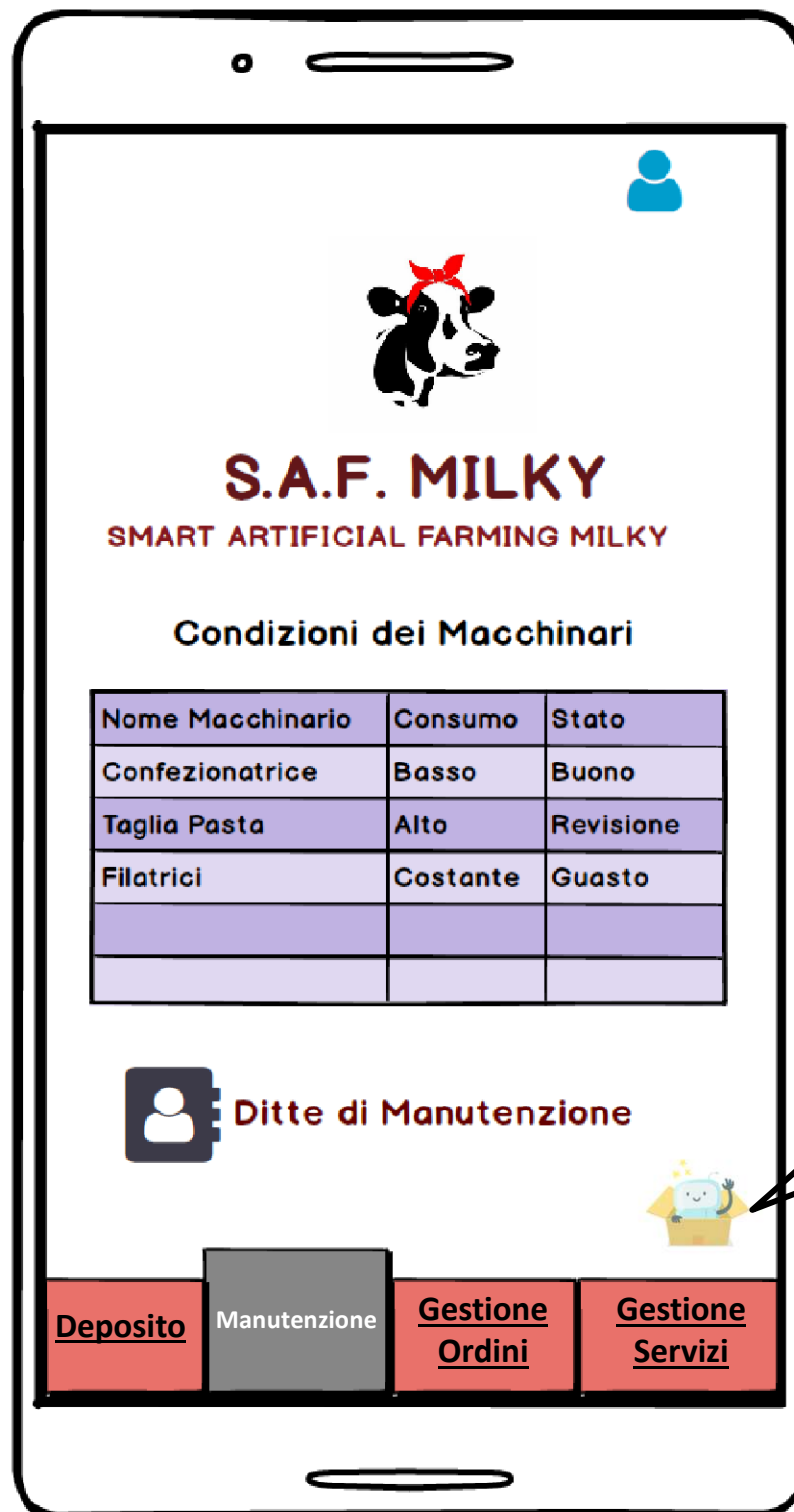 S.A.F. MILKY
SMART ARTIFICIAL FARMING MILKY
Condizioni dei Macchinari
Nome Macchinario Consumo Stato
Confezionatrice Basso Buono
Taglia Pasta Alto Revisione
Filatrici Costante Guasto
Ditte di Manutenzione
Deposito
Manutenzione
Gestione
Ordini
Gestione
Servizi